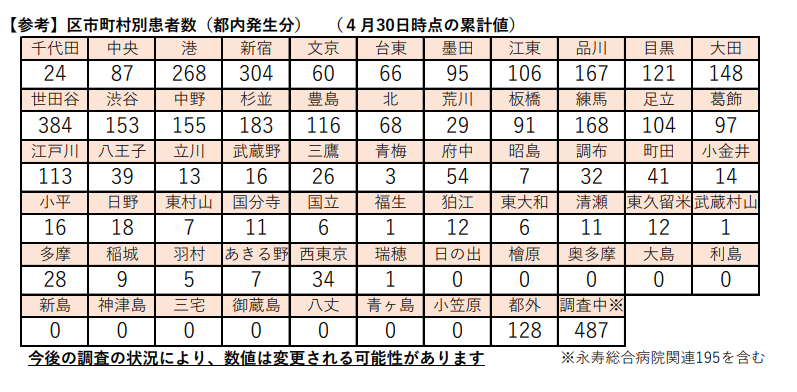 【参考】区市町村別患者数（都内発生分）　（４月30日時点の累計値）
千代田 中央 港 新宿 文京 台東 墨田 江東 品川 目黒 大田
24 87 268 304 60 66 95 106 167 121 148
世田谷 渋谷 中野 杉並 豊島 北 荒川 板橋 練馬 足立 葛飾
384 153 155 183 116 68 29 91 168 104 97
江戸川 八王子 立川 武蔵野 三鷹 青梅 府中 昭島 調布 町田 小金井
113 39 13 16 26 3 54 7 32 41 14
小平 日野 東村山 国分寺 国立 福生 狛江 東大和 清瀬 東久留米 武蔵村山
16 18 7 11 6 1 12 6 11 12 1
多摩 稲城 羽村 あきる野 西東京 瑞穂 日の出 檜原 奥多摩 大島 利島
28 9 5 7 34 1 0 0 0 0 0
新島 神津島 三宅 御蔵島 八丈 青ヶ島 小笠原 都外 調査中※
0 0 0 0 0 0 0 128 487
今後の調査の状況により、数値は変更される可能性があります　※永寿総合病院関連195を含む